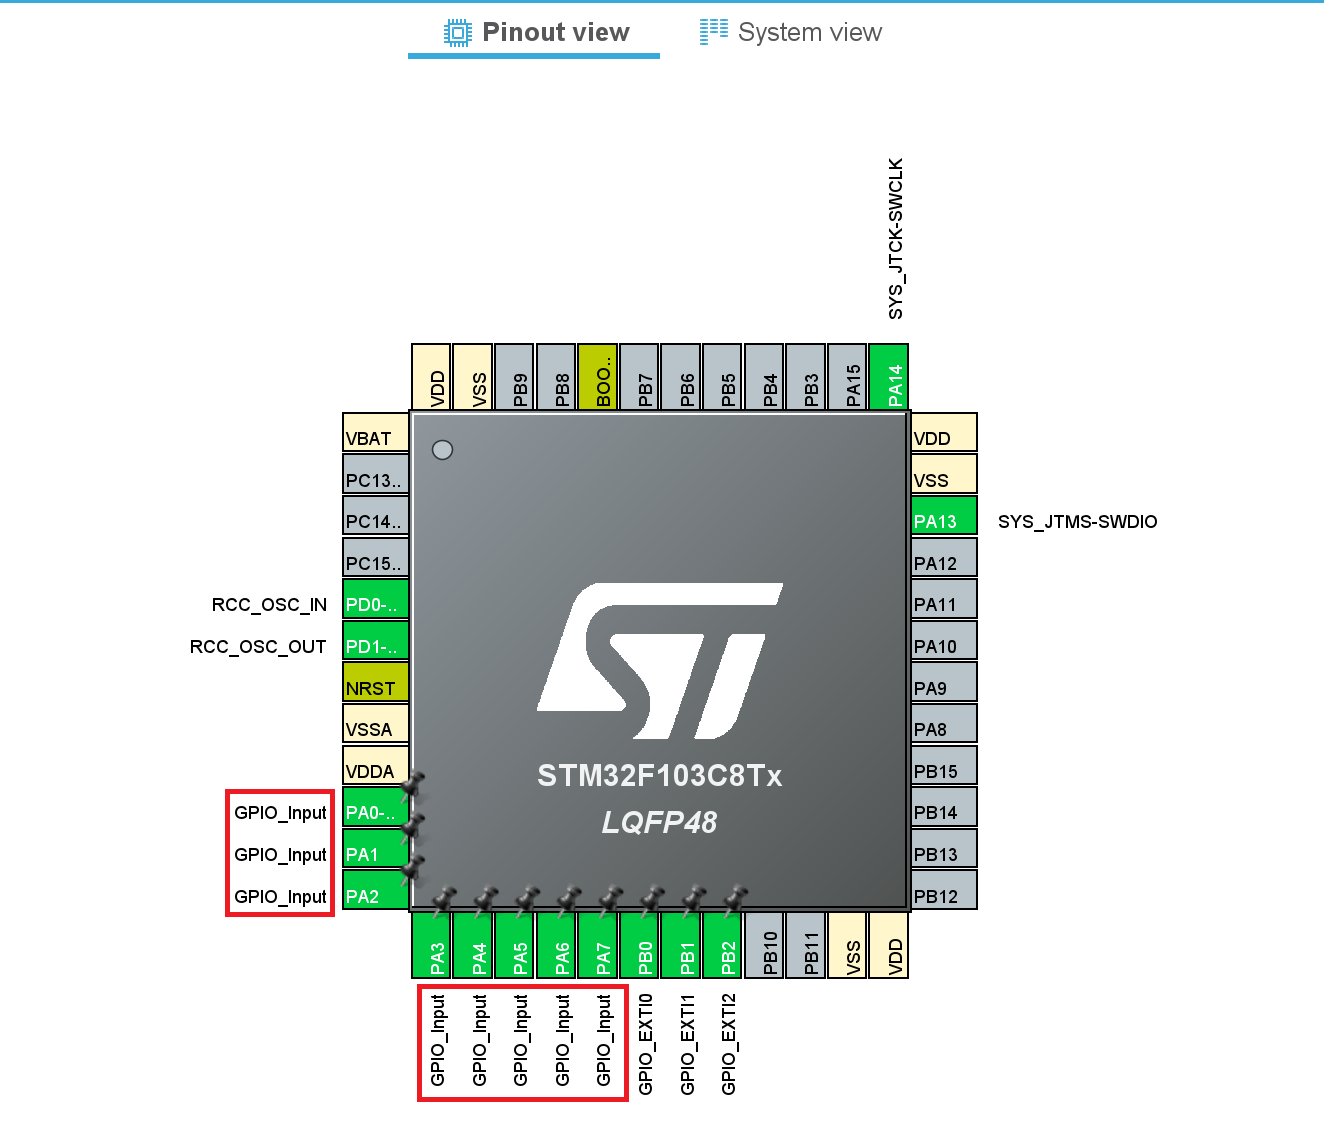 Pinout view
System view
SYS_JTCK-SWCLK
VDD
VSS
PB9
PB8
BOO..
PB7
PB6
PB5
PB4
PB3
PA15
PA14
VBAT
PC13..
PC14..
PC15..
RCC_OSC_IN PD0-..
RCC_OSC_OUT PD1-..
NRST
VSSA
VDDA
GPIO_Input PA0-..
GPIO_Input PA1
GPIO_Input PA2
VDD
VSS
PA13 SYS_JTMS-SWDIO
PA12
PA11
PA10
PA9
PA8
PB15
PB14
PB13
PB12
ST
STM32F103C8Tx
LQFP48
PA3
PA4
PA5
PA6
PA7
PB0
PB1
PB2
PB10
PB11
VSS
VDD
GPIO_Input
GPIO_Input
GPIO_Input
GPIO_Input
GPIO_Input
GPIO_EXTI0
GPIO_EXTI1
GPIO_EXTI2